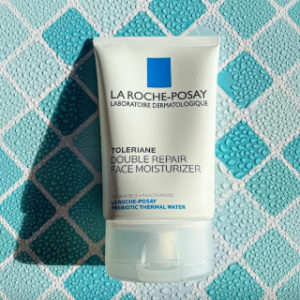 LA ROCHE-POSAY
LABORATOIRE DERMATOLOGIQUE
TOLERIANE
DOUBLE REPAIR
FACE MOISTURIZER
LA ROCHE-POSAY
PREBIOTIC THERMAL WATER